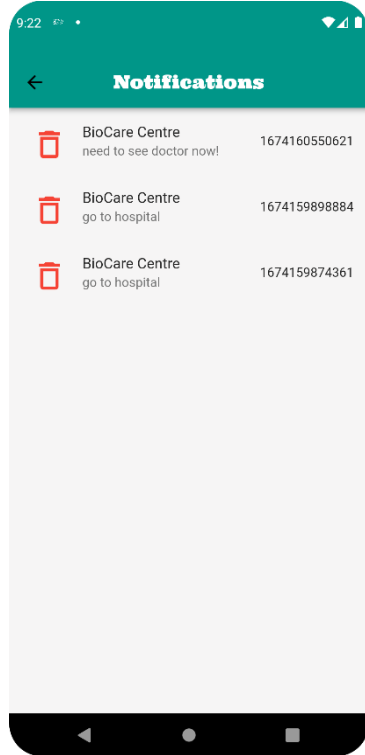 9:22
Notifications
BioCare Centre
need to see doctor now!
1674160550621
BioCare Centre
go to hospital
1674159898884
BioCare Centre
go to hospital
1674159874361